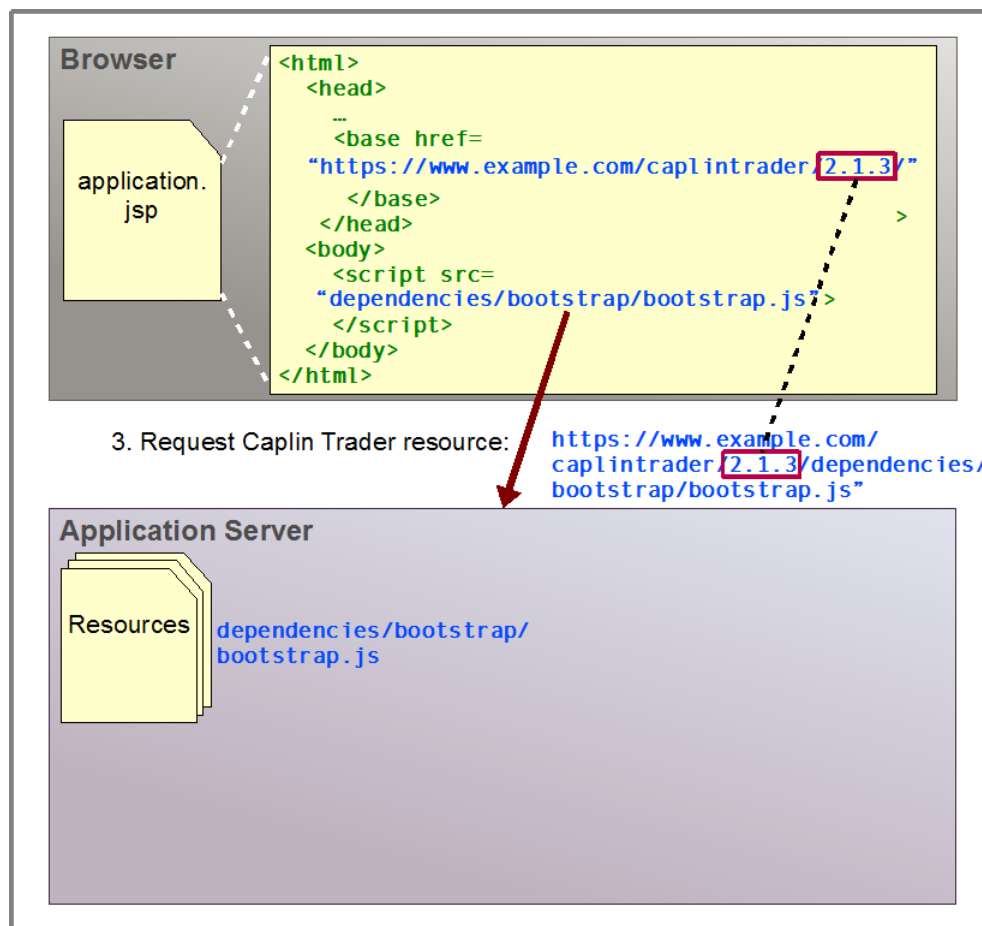 Browser
application.
jsp
<html>
<head>
…
<base href=
“https://www.example.com/caplintrader/2.1.3/”
</base>
</head>
>
<body>
<script src=
“dependencies/bootstrap/bootstrap.js”>
</script>
</body>
</html>
3. Request Caplin Trader resource:
https://www.example.com/
caplintrader/2.1.3/dependencies/
bootstrap/bootstrap.js”
Application Server
Resources
dependencies/bootstrap/
bootstrap.js